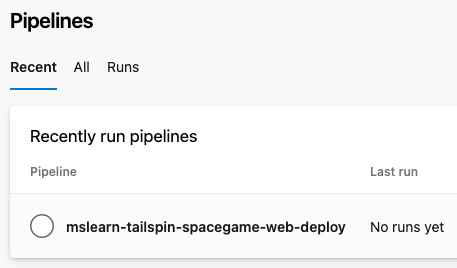 Pipelines
Recent All Runs
Recently run pipelines
Pipeline Last run
mslearn-tailspin-spacegame-web-deploy No runs yet